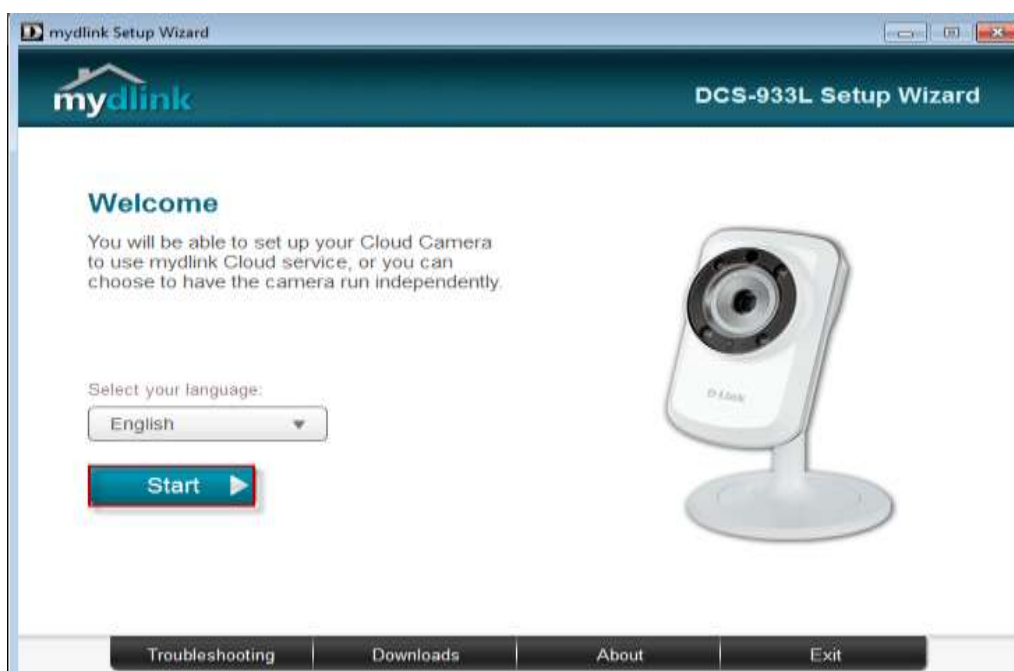 mydlink Setup Wizard
mydlink
DCS-933L Setup Wizard
Welcome
You will be able to set up your Cloud Camera
to use mydlink Cloud service, or you can
choose to have the camera run independently.
Select your language:
English
Start
D-Link
Troubleshooting
Downloads
About
Exit